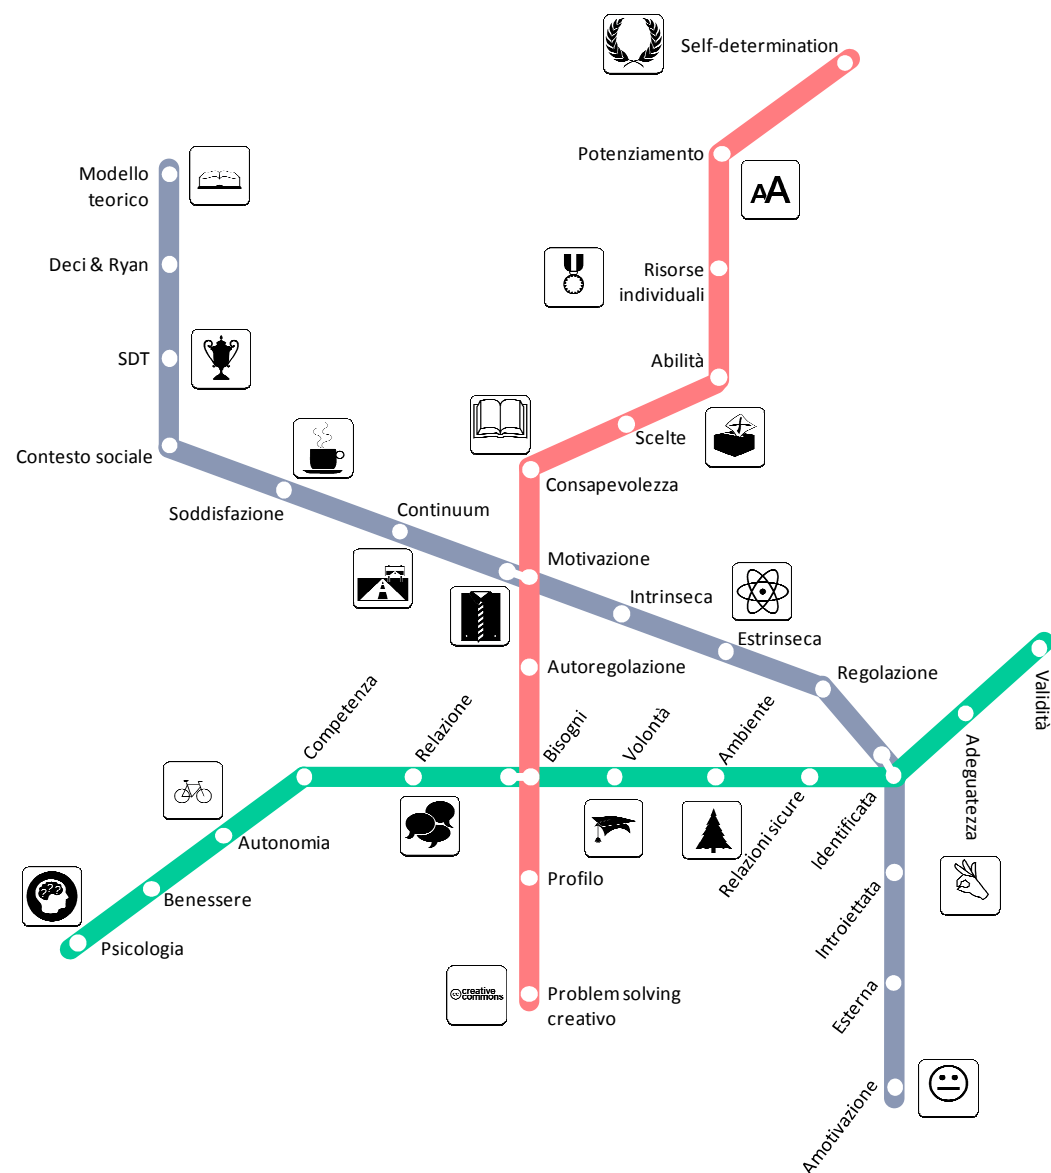 Self-determination
Potenziamento
Modello
teorico
Deci & Ryan
AA
Risorse
individuali
SDT
Abilità
Scelte
Contesto sociale
Consapevolezza
Soddisfazione
Continuum
Motivazione
Intrinseca
Estrinseca
Autoregolazione
Regolazione
Competenza
Relazione
Bisogni
Volontà
Ambiente
Validità
Adeguatezza
Relazioni sicure
Identificata
Autonomia
Benessere
Profilo
Introiettata
Psicologia
cc creative
commons
Problem solving
creativo
Esterna
Amotivazione